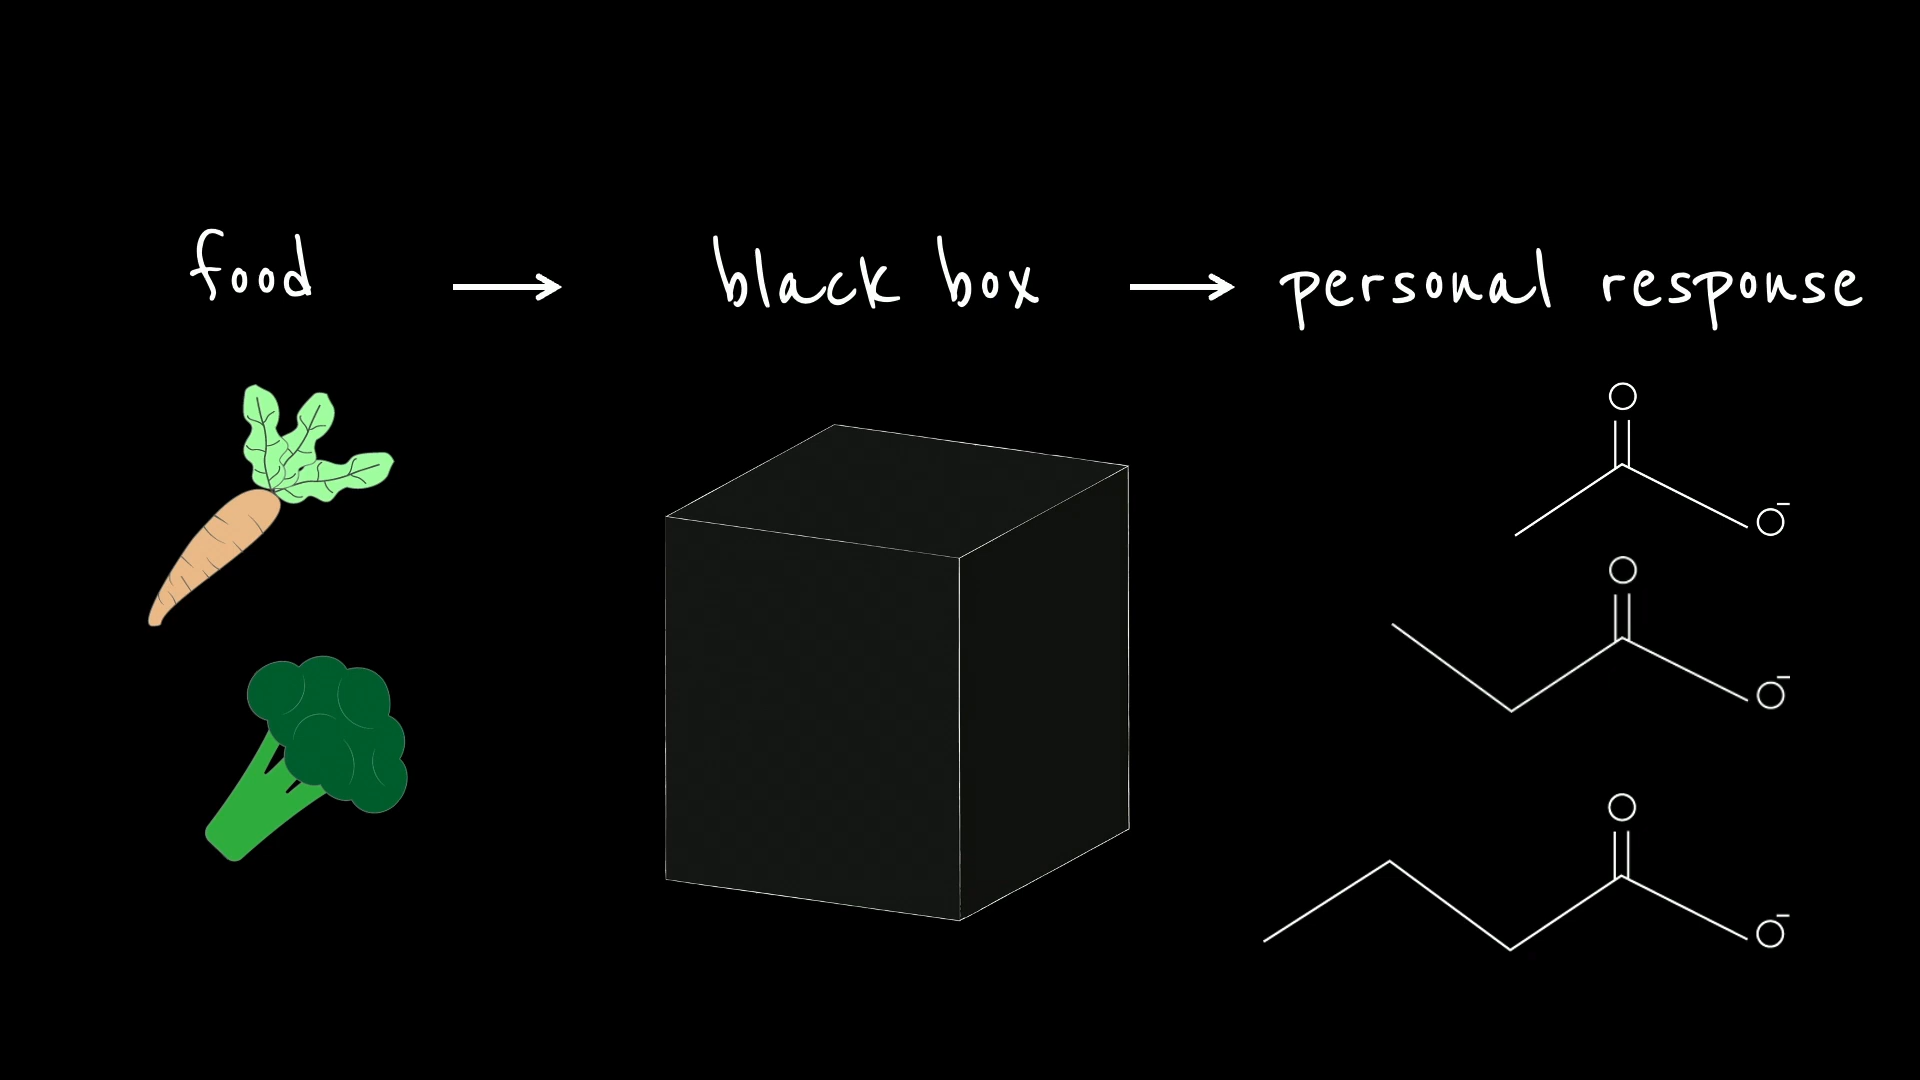 food → black box → personal response
O
O⁻
O
O⁻
O
O⁻